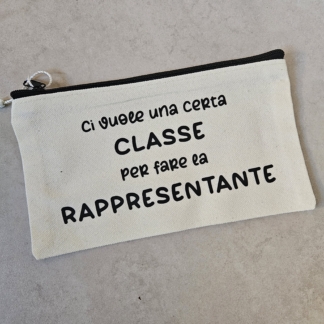 Ci vuole una certa
CLASSE
per fare la
RAPPRESENTANTE